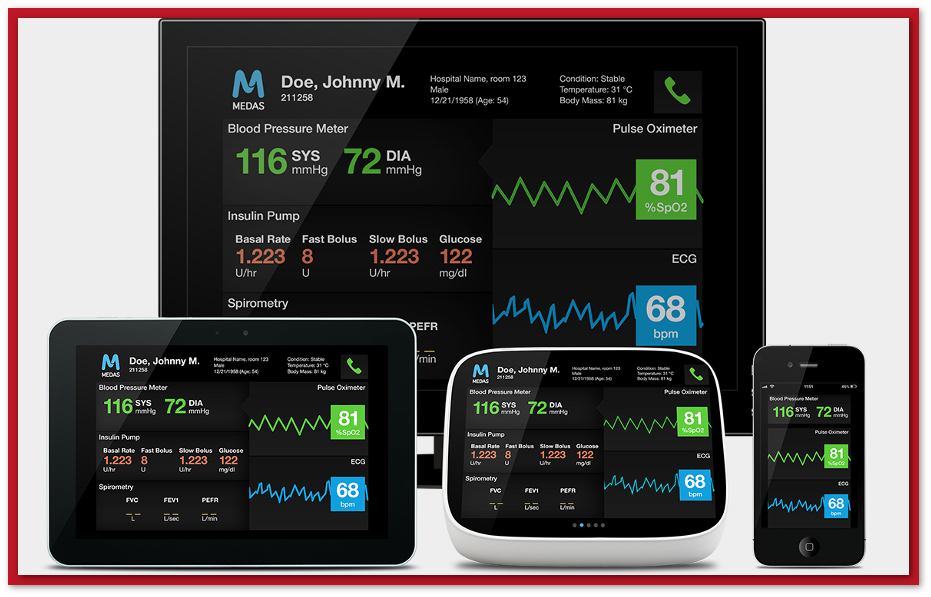 Doe, Johnny M.
211258
MEDAS
Hospital Name, room 123
Male
12/21/1958 (Age: 54)
Condition: Stable
Temperature: 31 °C
Body Mass: 81 kg
Blood Pressure Meter
116 SYS mmHg 72 DIA mmHg
Pulse Oximeter
81
%SpO2
Insulin Pump
Basal Rate Fast Bolus Slow Bolus Glucose
1.223 8 1.223 122
U/hr U U/hr mg/dl
ECG
68
bpm
Spirometry
PEFR
/min
MEDAS
Doe, Johnny M.
211258
Hospital Name, room 123
Male
12/21/1958 (Age: 54)
Condition: Stable
Temperature: 31 °C
Body Mass: 81 kg
Blood Pressure Meter
116 SYS mmHg 72 DIA mmHg
Pulse Oximeter
81
%SpO2
Insulin Pump
Basal Rate Fast Bolus Slow Bolus Glucose
1.223 8 1.223 122
U/hr U U/hr mg/dl
ECG
68
bpm
Spirometry
FVC FEV1 PEFR
L L/sec L/min
MEDAS
Doe, Johnny M.
211258
Hospital Name, room 123
Male
12/21/1958 (Age: 54)
Condition: Stable
Temperature: 31 °C
Body Mass: 81 kg
Blood Pressure Meter
116 SYS mmHg 72 DIA mmHg
Pulse Oximeter
81
%SpO2
Insulin Pump
Basal Rate Fast Bolus Slow Bolus Glucose
1.223 8 1.223 122
U/hr U U/hr mg/dl
ECG
68
bpm
Spirometry
FVC FEV1 PEFR
L L/sec L/min
11:51
Blood Pressure Meter
116 SYS mmHg 72 DIA mmHg
Pulse Oximeter
81
%SpO2
ECG
68
bpm